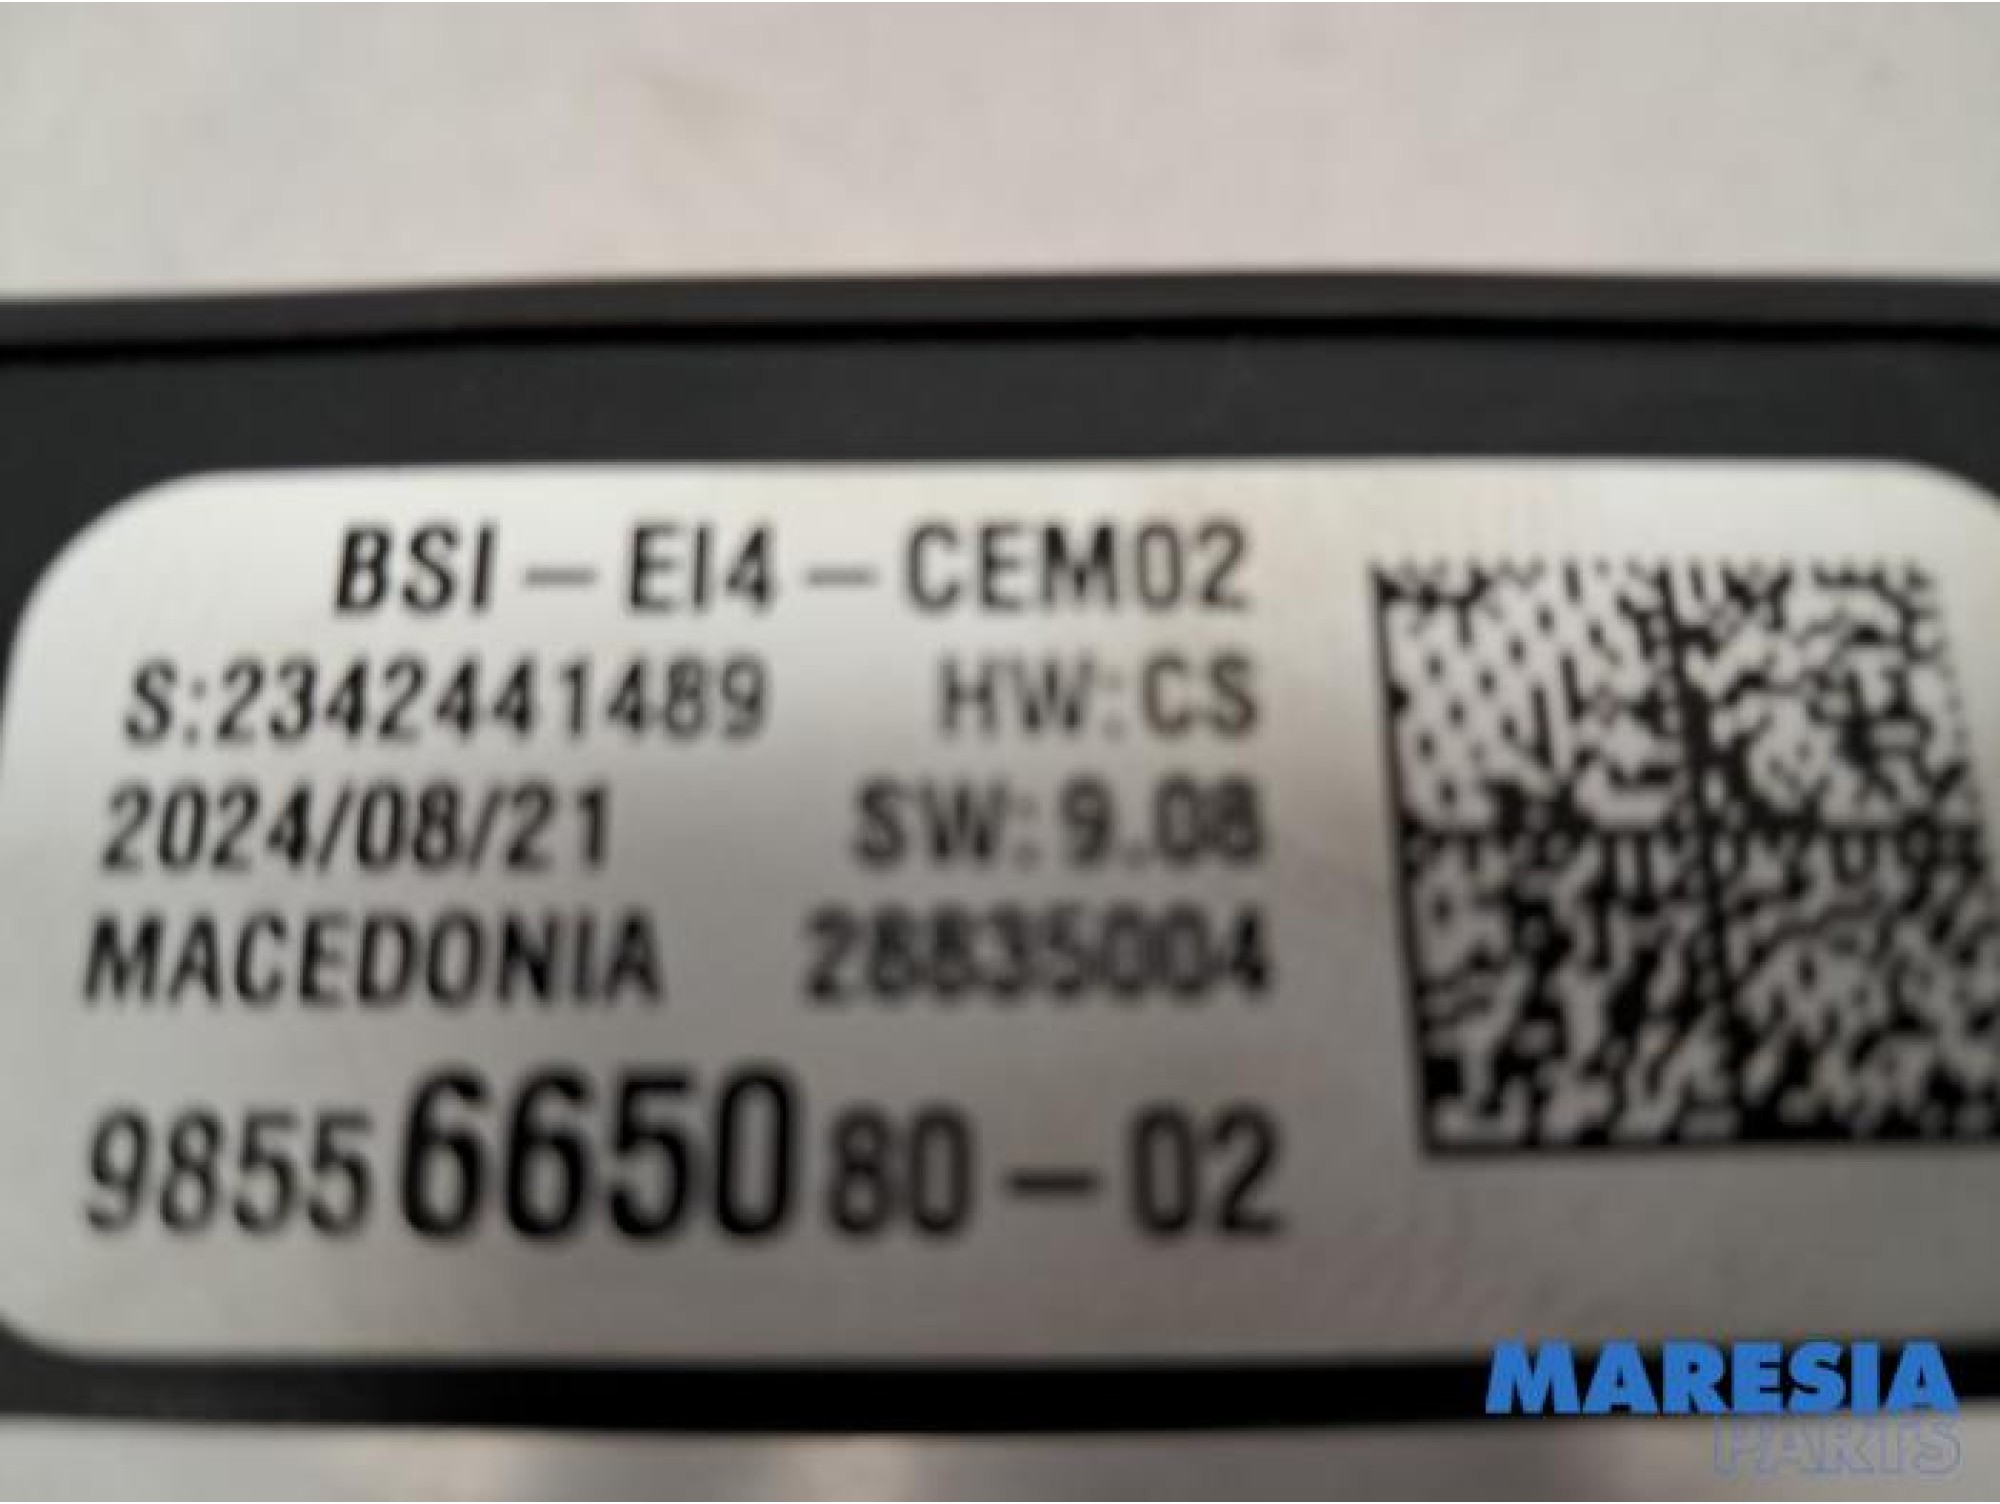 BSI-EI4-CEM02
S:2342441489 HW:CS
2024/08/21 SW:9.08
MACEDONIA 28835004
9855665080-02
MARESIA
PARTS